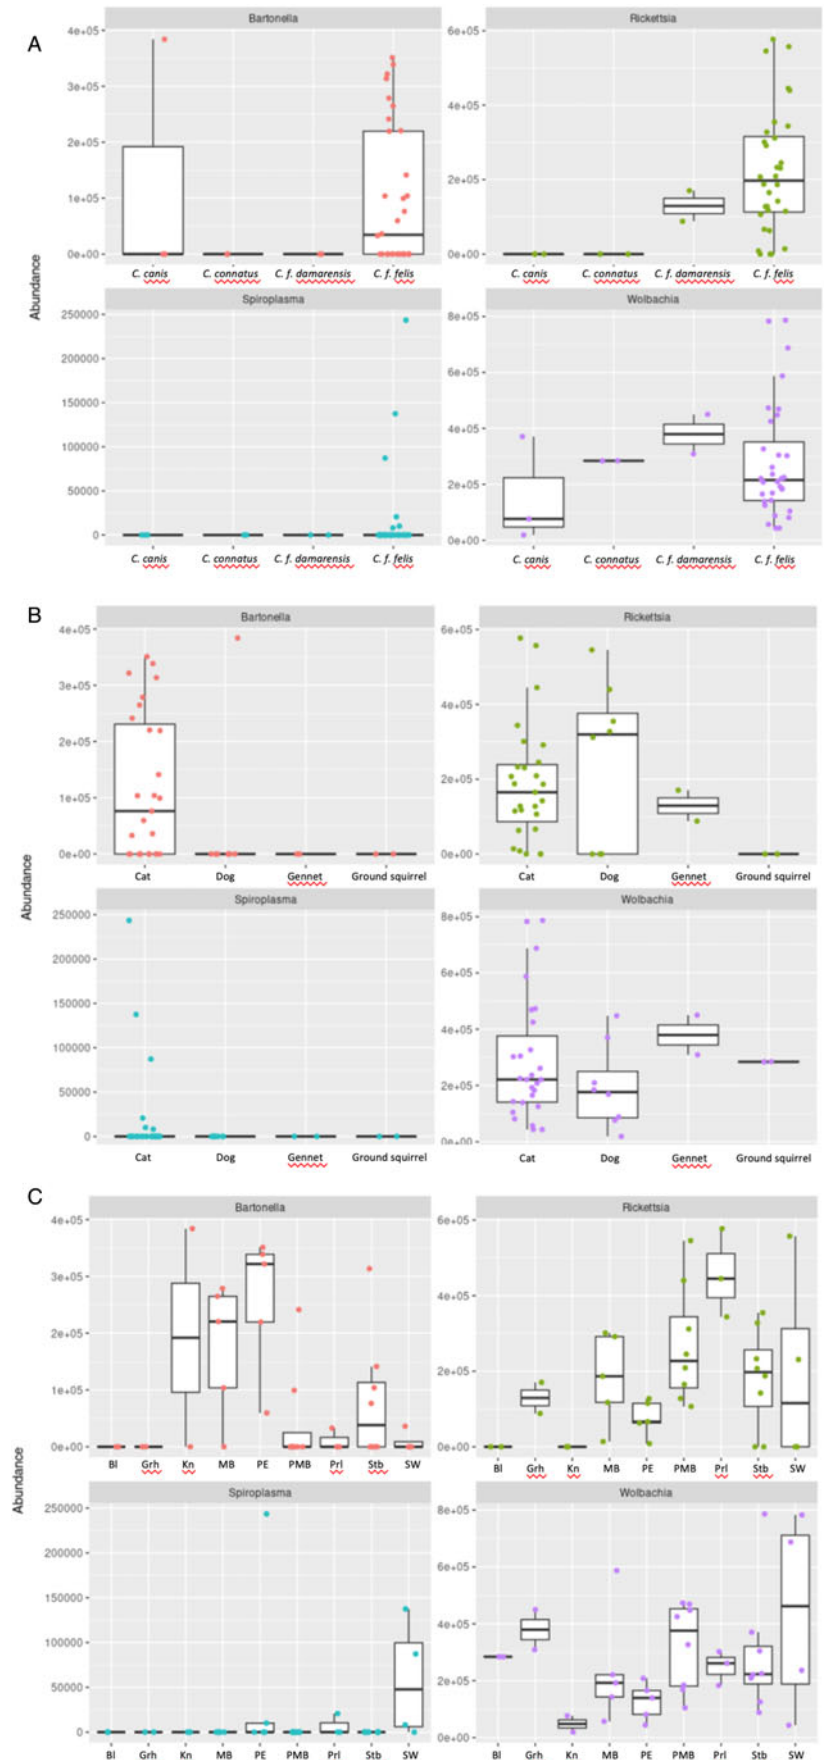 A
Bartonella
Rickettsia
4e+05
3e+05
2e+05
1e+05
0e+00
6e+05
4e+05
2e+05
0e+00
C. canis C. connatus C. f. damarensis C. f. felis
C. canis C. connatus C. f. damarensis C. f. felis
Abundance
Spiroplasma
Wolbachia
250000
200000
150000
100000
50000
0
8e+05
6e+05
4e+05
2e+05
0e+00
C. canis C. connatus C. f. damarensis C. f. felis
C. canis C. connatus C. f. damarensis C. f. felis
B
Bartonella
Rickettsia
4e+05
3e+05
2e+05
1e+05
0e+00
6e+05
4e+05
2e+05
0e+00
Cat Dog Gennet Ground squirrel
Cat Dog Gennet Ground squirrel
Abundance
Spiroplasma
Wolbachia
250000
200000
150000
100000
50000
0
8e+05
6e+05
4e+05
2e+05
0e+00
Cat Dog Gennet Ground squirrel
Cat Dog Gennet Ground squirrel
C
Bartonella
Rickettsia
4e+05
3e+05
2e+05
1e+05
0e+00
6e+05
4e+05
2e+05
0e+00
Bl Grh Kn MB PE PMB Prl Stb SW
Bl Grh Kn MB PE PMB Prl Stb SW
Abundance
Spiroplasma
Wolbachia
250000
200000
150000
100000
50000
0
8e+05
6e+05
4e+05
2e+05
0e+00
Bl Grh Kn MB PE PMB Prl Stb SW
Bl Grh Kn MB PE PMB Prl Stb SW